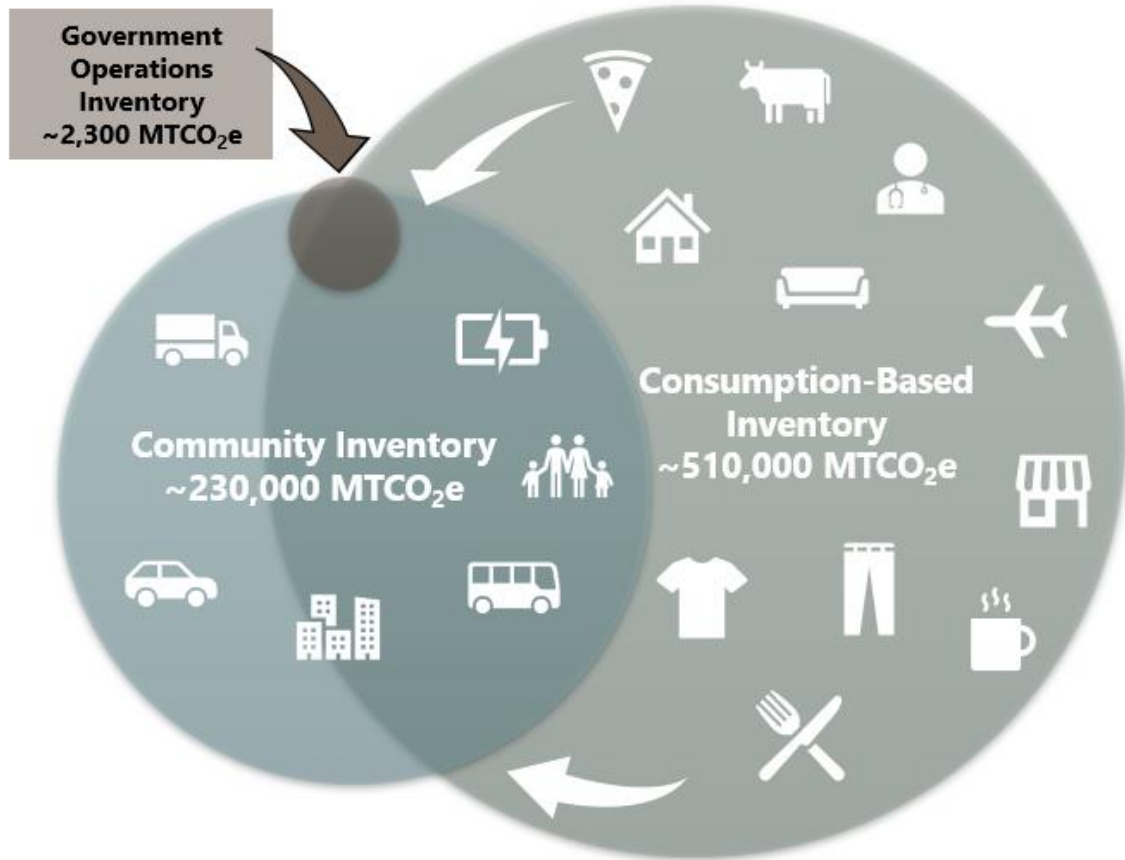 Government
Operations
Inventory
~2,300 MTCO₂e
Consumption-Based
Inventory
~510,000 MTCO₂e
Community Inventory
~230,000 MTCO₂e